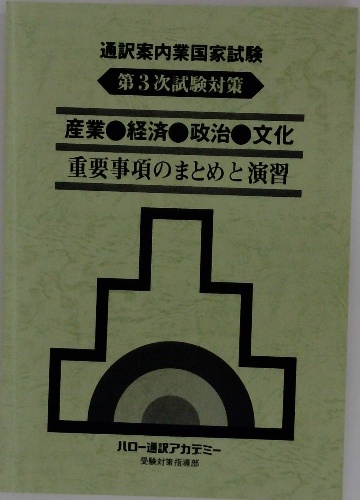 通訳案内業国家試験
第3次試験対策
産業●経済●政治●文化
重要事項のまとめと演習
ハロー通訳アカデミー
受験対策指導部